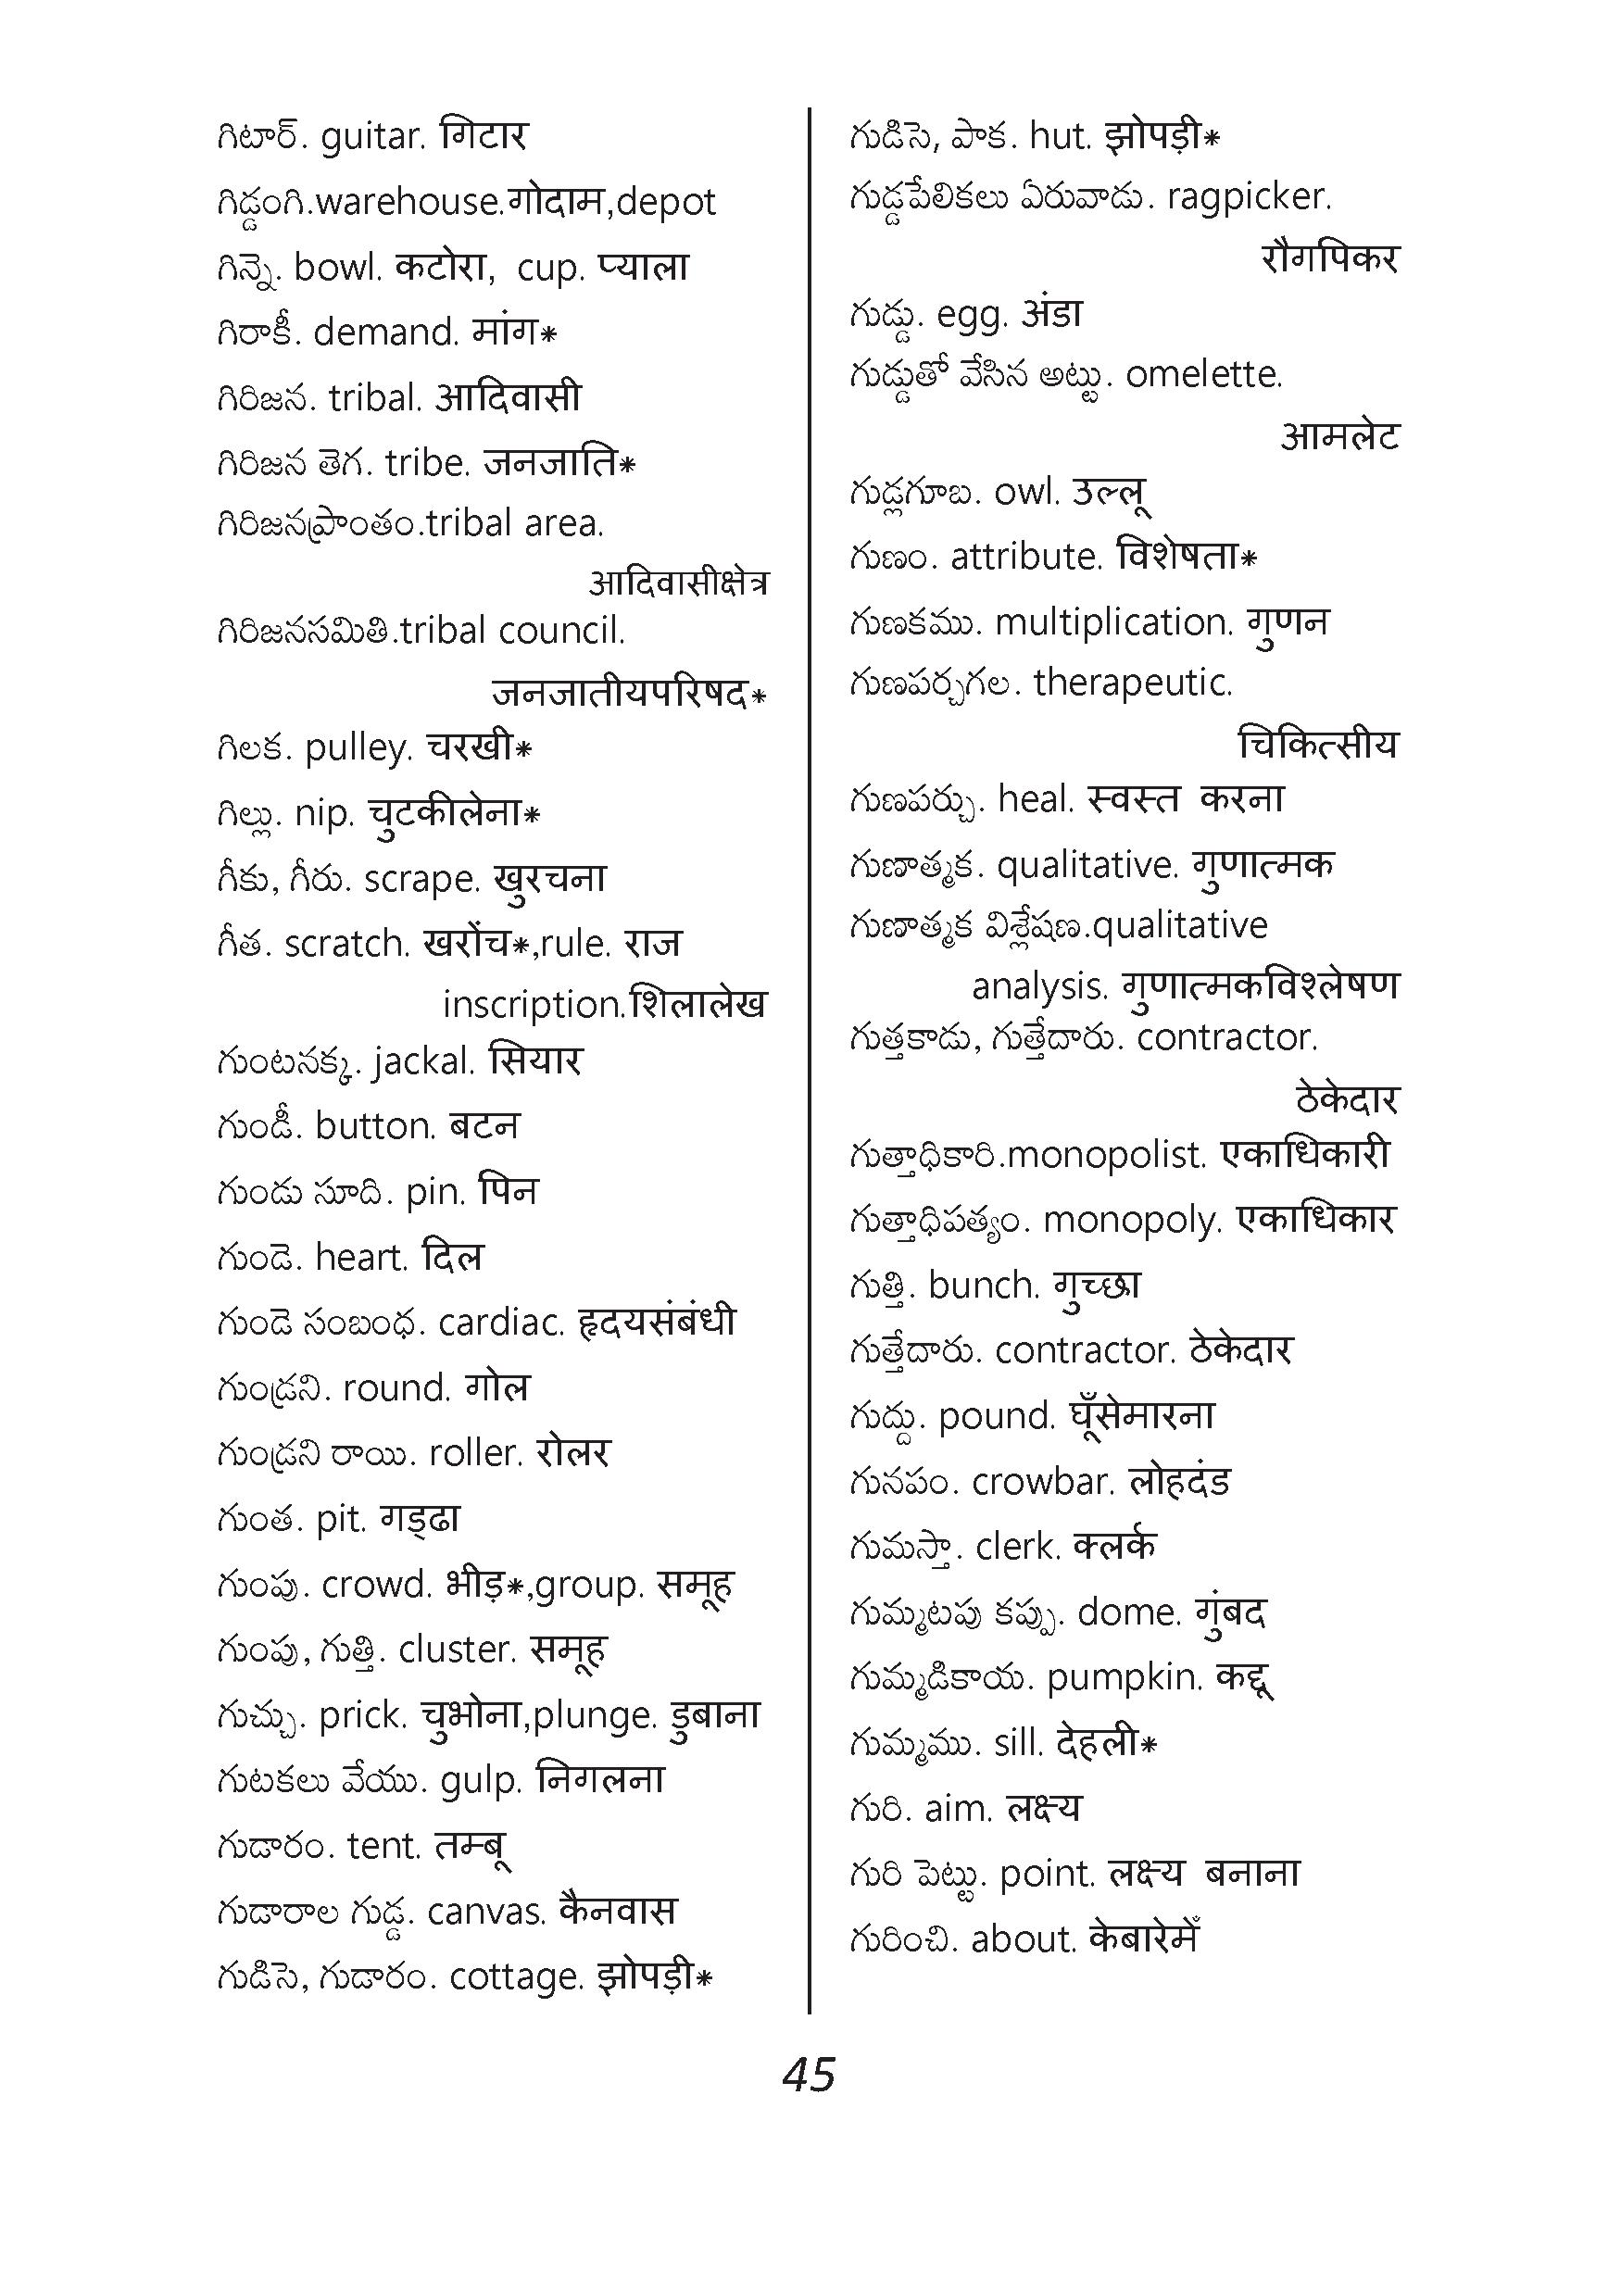 గిటార్. guitar. गिटार
గిడ్డంగి.warehouse.गोदाम,depot
గిన్నె. bowl. कटोरा, cup. प्याला
గిరాకీ. demand. मांग*
గిరిజన. tribal. आदिवासी
గిరిజన తెగ. tribe. जनजाति*
గిరిజనప్రాంతం.tribal area.
आदिवासीक्षेत्र
గిరిజనసమితి.tribal council.
जनजातीयपरिषद*
గిలక. pulley. चरखी*
గిల్లు. nip. चुटकीलेना*
గీకు, గీరు. scrape. खुरचना
గీత. scratch. खरोंच*,rule. राज
inscription.शिलालेख
గుంటనక్క. jackal. सियार
గుండీ. button. बटन
గుండు సూది. pin. पिन
గుండె. heart. दिल
గుండె సంబంధ. cardiac. हृदयसंबंधी
గుండ్రని. round. गोल
గుండ్రని రాయి. roller. रोलर
గుంత. pit. गड्ढा
గుంపు. crowd. भीड़*,group. समूह
గుంపు, గుత్తి. cluster. समूह
గుచ్చు. prick. चुभोना,plunge. डुबाना
గుటకలు వేయు. gulp. निगलना
గుడారం. tent. तम्बू
గుడారాల గుడ్డ. canvas. कैनवास
గుడిసె, గుడారం. cottage. झोपड़ी*
గుడిసె, పాక. hut. झोपड़ी*
గుడ్డపేలికలు ఏరువాడు. ragpicker.
रौगपिकर
గుడ్డు. egg. अंडा
గుడ్డుతో వేసిన అట్టు. omelette.
आमलेट
గుడ్లగూబ. owl. उल्लू
గుణం. attribute. विशेषता*
గుణకము. multiplication. गुणन
గుణపర్చగల. therapeutic.
चिकित्सीय
గుణపర్చు. heal. स्वस्त करना
గుణాత్మక. qualitative. गुणात्मक
గుణాత్మక విశ్లేషణ.qualitative
analysis. गुणात्मकविश्लेषण
గుత్తకాడు, గుత్తేదారు. contractor.
ठेकेदार
గుత్తాధికారి.monopolist. एकाधिकारी
గుత్తాధిపత్యం. monopoly. एकाधिकार
గుత్తి. bunch. गुच्छा
గుత్తేదారు. contractor. ठेकेदार
గుద్దు. pound. घूँसेमारना
గునపం. crowbar. लोहदंड
గుమస్తా. clerk. क्लर्क
గుమ్మటపు కప్పు. dome. गुंबद
గుమ్మడికాయ. pumpkin. कद्दू
గుమ్మము. sill. देहली*
గురి. aim. लक्ष्य
గురి పెట్టు. point. लक्ष्य बनाना
గురించి. about. केबारेमेँ
45